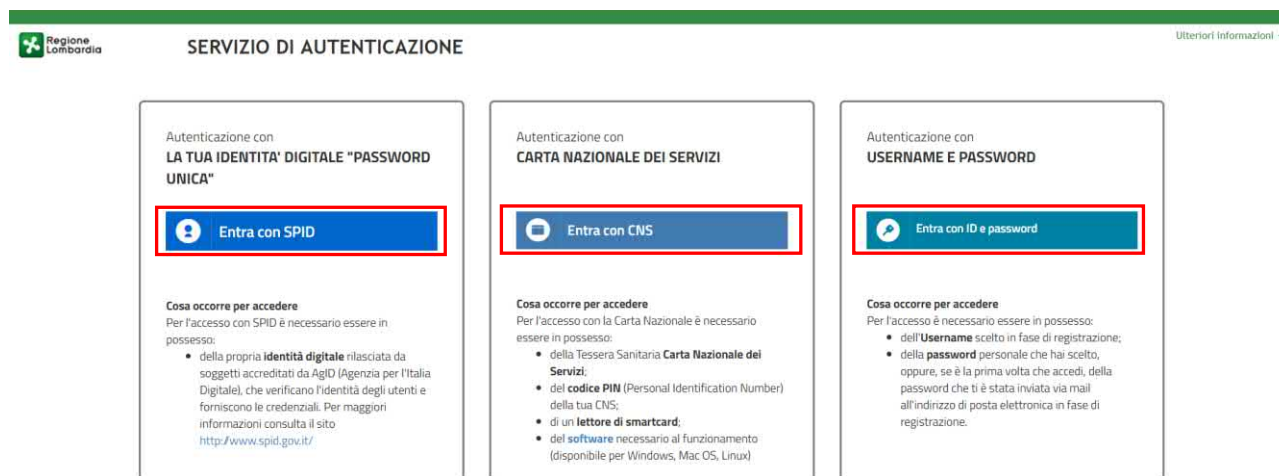 Regione
Lombardia
SERVIZIO DI AUTENTICAZIONE
Ulteriori informazioni
Autenticazione con
LA TUA IDENTITA' DIGITALE "PASSWORD
UNICA"
Entra con SPID
Cosa occorre per accedere
Per l'accesso con SPID è necessario essere in
possesso:
• della propria identità digitale rilasciata da
soggetti accreditati da AgID (Agenzia per l'Italia
Digitale), che verificano l'identità degli utenti e
forniscono le credenziali. Per maggiori
informazioni consulta il sito
http://www.spid.gov.it/
Autenticazione con
CARTA NAZIONALE DEI SERVIZI
Entra con CNS
Cosa occorre per accedere
Per l'accesso con la Carta Nazionale è necessario
essere in possesso:
• della Tessera Sanitaria Carta Nazionale dei
Servizi;
• del codice PIN (Personal Identification Number)
della tua CNS;
• di un lettore di smartcard;
• del software necessario al funzionamento
(disponibile per Windows, Mac OS, Linux)
Autenticazione con
USERNAME E PASSWORD
Entra con ID e password
Cosa occorre per accedere
Per l'accesso è necessario essere in possesso:
• dell'Username scelto in fase di registrazione;
• della password personale che hai scelto,
oppure, se è la prima volta che accedi, della
password che ti è stata inviata via mail
all'indirizzo di posta elettronica in fase di
registrazione.